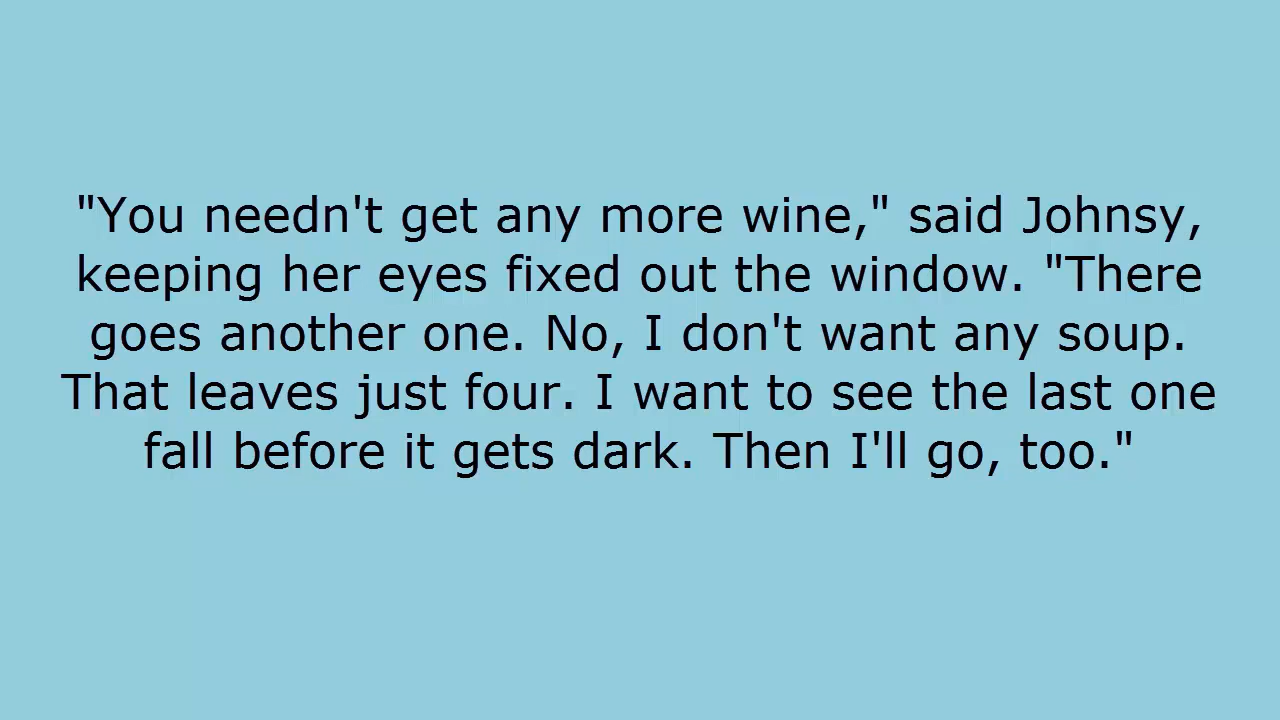 "You needn't get any more wine," said Johnsy,
keeping her eyes fixed out the window. "There
goes another one. No, I don't want any soup.
That leaves just four. I want to see the last one
fall before it gets dark. Then I'll go, too."